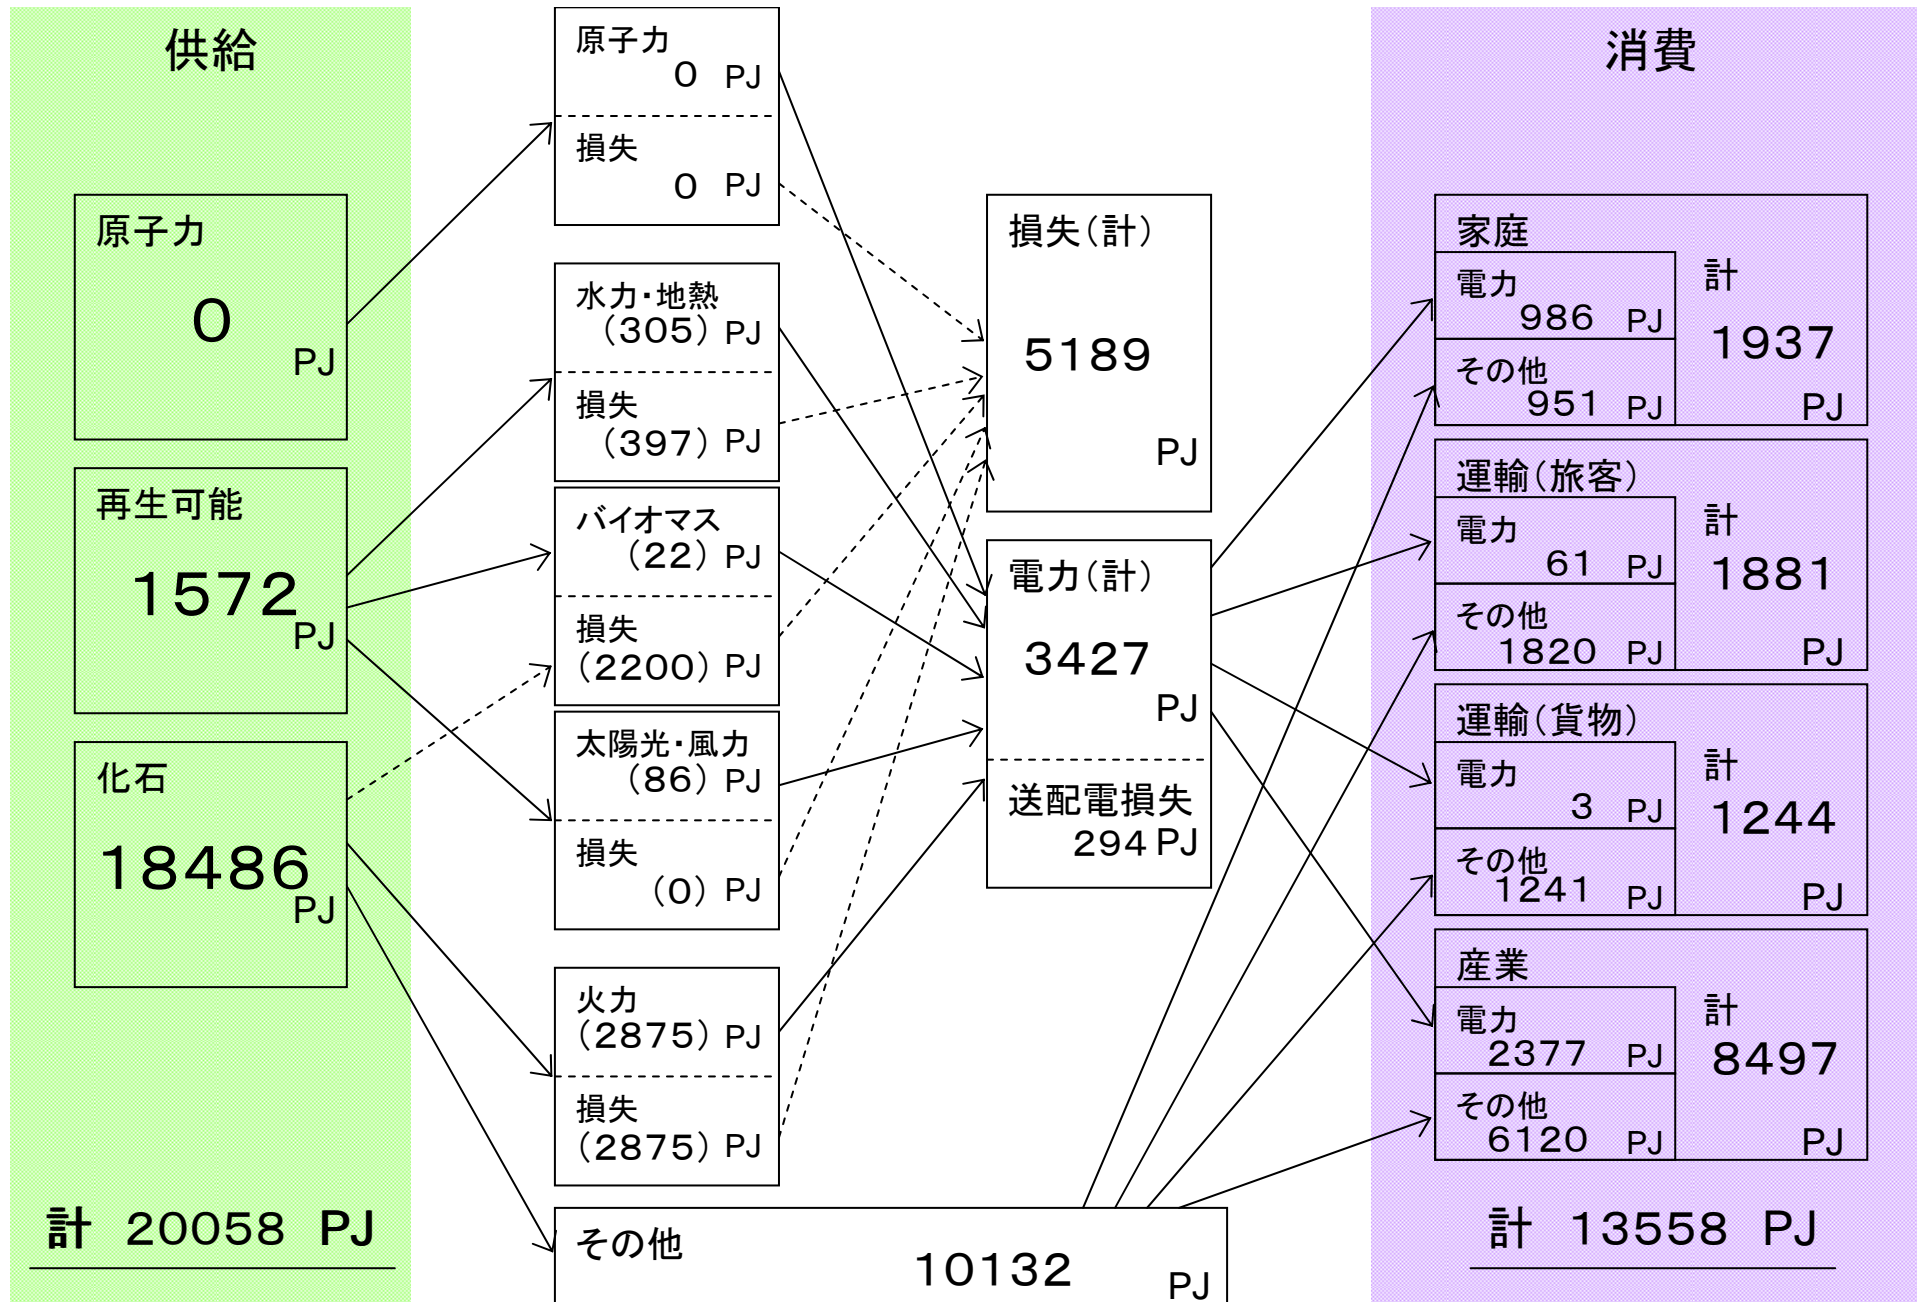 供給
原子力
0 PJ
再生可能
1572 PJ
化石
18486 PJ
計 20058 PJ
原子力
0 PJ
損失
0 PJ
水力・地熱
(305) PJ
損失
(397) PJ
バイオマス
(22) PJ
損失
(2200) PJ
太陽光・風力
(86) PJ
損失
(0) PJ
火力
(2875) PJ
損失
(2875) PJ
その他
10132 PJ
損失(計)
5189
PJ
電力(計)
3427
PJ
送配電損失
294 PJ
消費
家庭
電力
986 PJ
その他
951 PJ
計
1937
PJ
運輸(旅客)
電力
61 PJ
その他
1820 PJ
計
1881
PJ
運輸(貨物)
電力
3 PJ
その他
1241 PJ
計
1244
PJ
産業
電力
2377 PJ
その他
6120 PJ
計
8497
PJ
計 13558 PJ